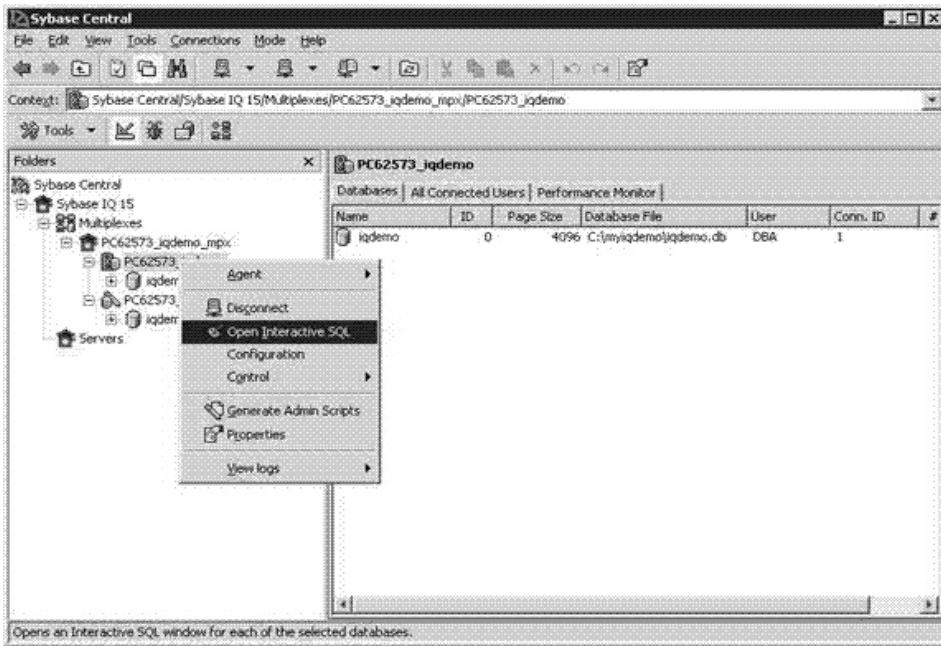 Sybase Central
File Edit View Tools Connections Mode Help
Context: Sybase Central/Sybase IQ 15/Multiplexes/PC62573_iqdemo_mpx/PC62573_iqdemo
Tools
Folders
PC62573_iqdemo
Sybase Central
Databases All Connected Users Performance Monitor
Sybase IQ 15
Name ID Page Size Database File User Conn. ID #
Multiplexes
iqdemo 0 4096 C:\myiqdemo\iqdemo.db DBA 1
PC62573_iqdemo_mpx
PC62573_
iqdem
PC62573_
iqdem
Servers
Agent
Disconnect
Open Interactive SQL
Configuration
Control
Generate Admin Scripts
Properties
View logs
Opens an Interactive SQL window for each of the selected databases.